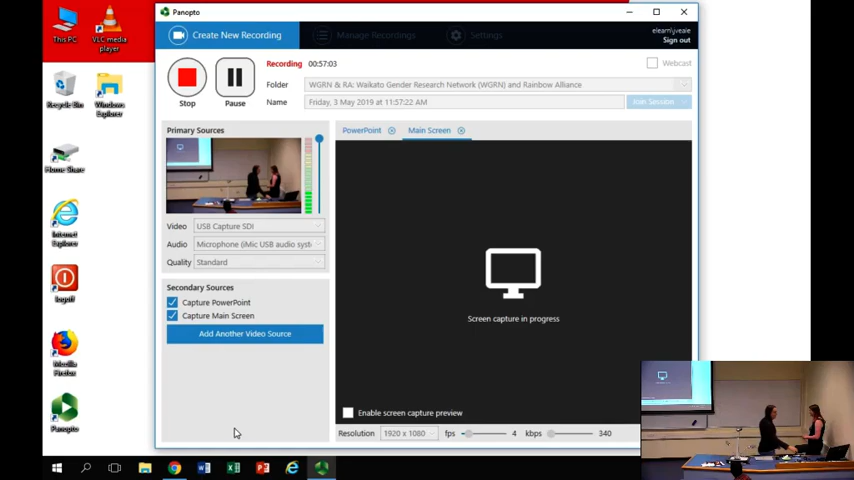 Panopto
This PC
VLC media
player
Recycle Bin
Windows
Explorer
Home Share
Internet
Explorer
logoff
Mozilla
Firefox
Panopto
Create New Recording
Manage Recordings
Settings
Sign out
Stop
Pause
Recording 00:57:03
Webcast
Folder WGRN & RA: Waikato Gender Research Network (WGRN) and Rainbow Alliance
Name Friday, 3 May 2019 at 11:57:22 AM
Join Session
Primary Sources
Video USB Capture SDI
Audio Microphone (iMic USB audio syst
Quality Standard
Secondary Sources
Capture PowerPoint
Capture Main Screen
Add Another Video Source
PowerPoint
Main Screen
Screen capture in progress
Enable screen capture preview
Resolution 1920 x 1080 fps 4 kbps 340